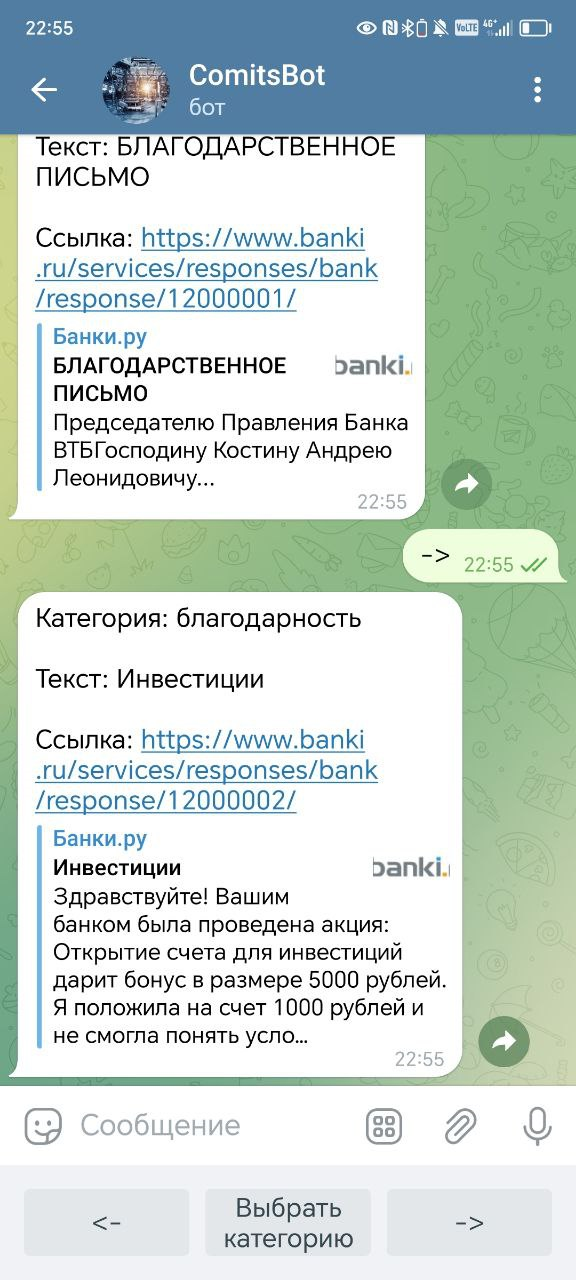 22:55
VoLTE 4G+
ComitsBot
бот
Текст: БЛАГОДАРСТВЕННОЕ
ПИСЬМО
Ссылка: https://www.banki
.ru/services/responses/bank
/response/12000001/
Банки.ру
БЛАГОДАРСТВЕННОЕ
banki.
ПИСЬМО
Председателю Правления Банка
ВТБГосподину Костину Андрею
Леонидовичу...
22:55
-> 22:55
Категория: благодарность
Текст: Инвестиции
Ссылка: https://www.banki
.ru/services/responses/bank
/response/12000002/
Банки.ру
Инвестиции
banki.
Здравствуйте! Вашим
банком была проведена акция:
Открытие счета для инвестиций
дарит бонус в размере 5000 рублей.
Я положила на счет 1000 рублей и
не смогла понять усло...
22:55
Сообщение
<-
Выбрать
категорию
->